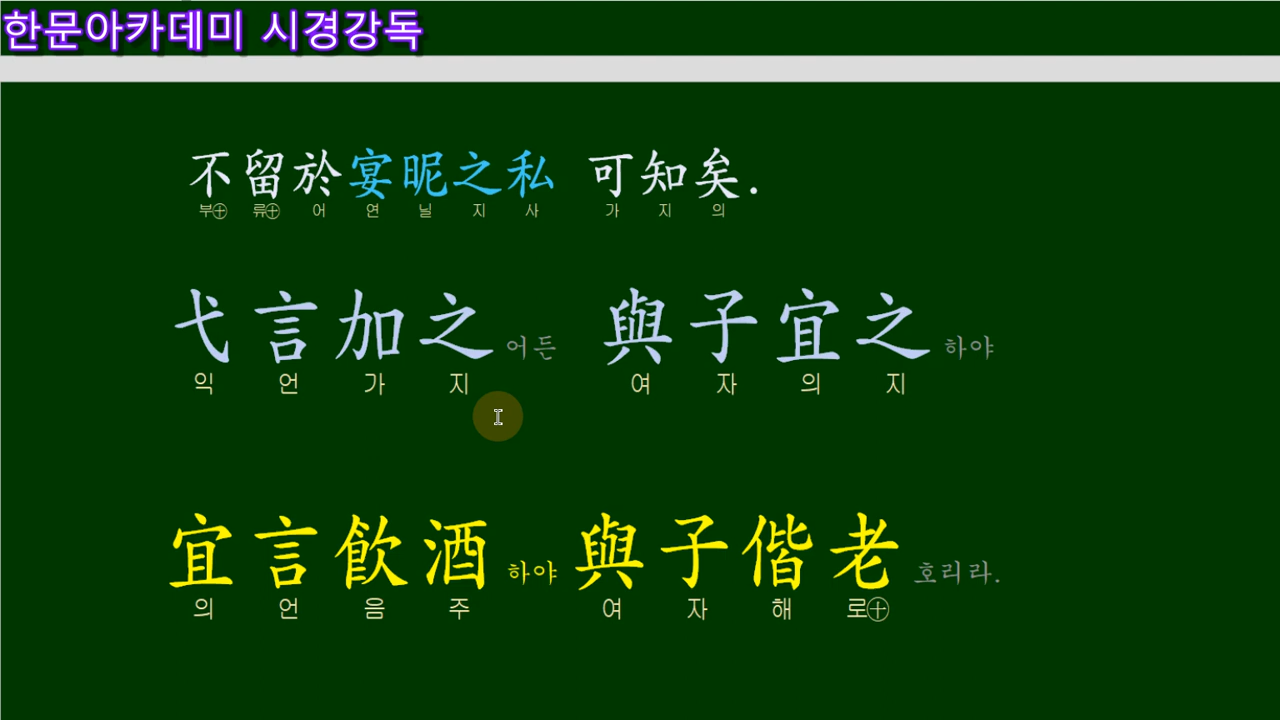 한문아카데미 시경강독
不留於宴昵之私 可知矣.
부㊉ 류㊉ 어 연 닐 지 사 가 지 의
弋言加之어든 與子宜之하야
익 언 가 지 여 자 의 지
宜言飮酒하야 與子偕老호리라.
의 언 음 주 여 자 해 로㊉